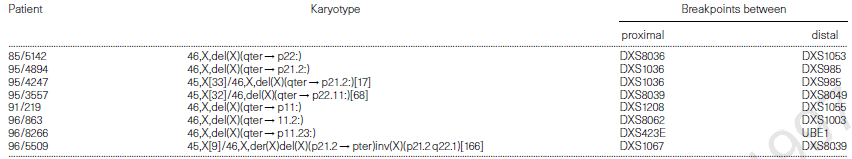 Patient Karyotype Breakpoints between
proximal distal
85/5142 46,X,del(X)(qter→p22:) DXS8036 DXS1053
95/4894 46,X,del(X)(qter→p21.2:) DXS1036 DXS985
95/4247 45,X[33]/46,X,del(X)(qter→p21.2:)[17] DXS1036 DXS985
95/3557 45,X[32]/46,del(X)(qter→p22.11:)[68] DXS8039 DXS8049
91/219 46,X,del(X)(qter→p11:) DXS1208 DXS1055
96/863 46,X,del(X)(qter→11.2:) DXS8062 DXS1003
96/8266 46,X,del(X)(qter→p11.23:) DXS423E UBE1
96/5509 45,X[9]/46,X,der(X)del(X)(p21.2→pter)inv(X)(p21.2q22.1)[166] DXS1067 DXS8039